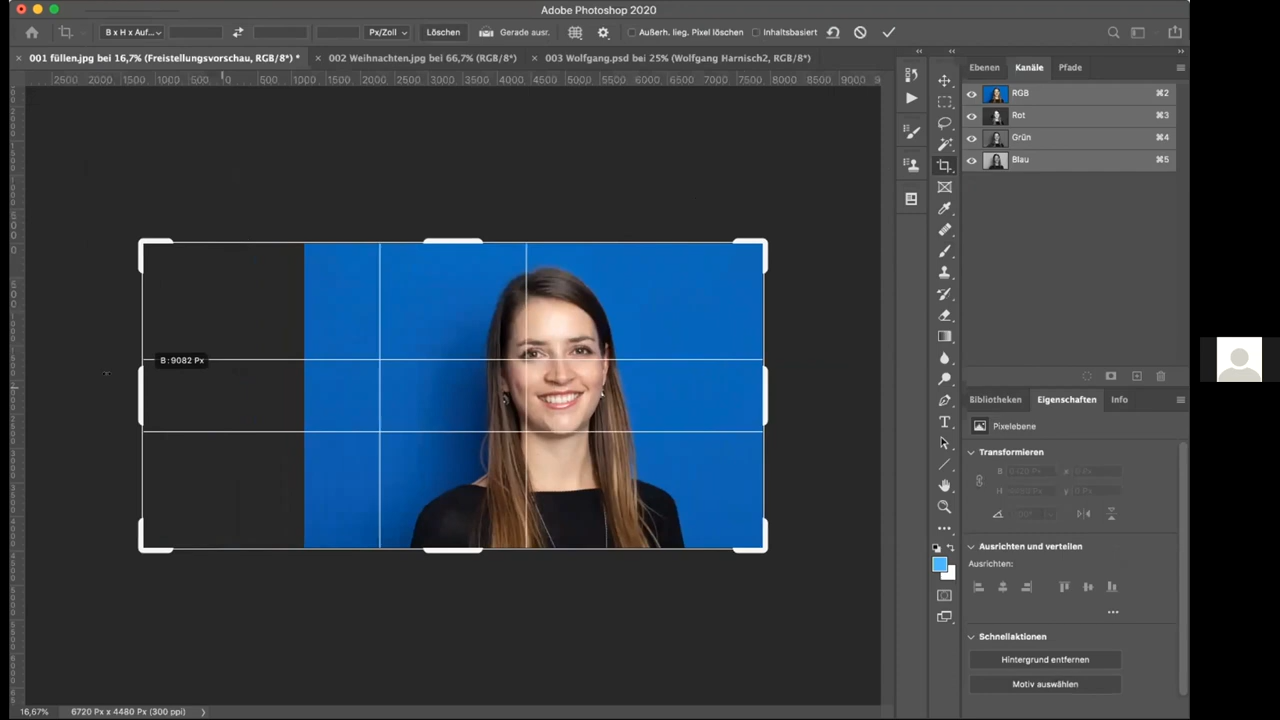 Adobe Photoshop 2020
B x H x Auf...
Px/Zoll
Löschen
Gerade ausr.
Außerh. lieg. Pixel löschen
Inhaltsbasiert
001 füllen.jpg bei 16,7% (Freistellungsvorschau, RGB/8*) *
002 Weihnachten.jpg bei 66,7% (RGB/8*)
003 Wolfgang.psd bei 25% (Wolfgang Harnisch2, RGB/8*)
2500 2000 1500 1000 500 0 500 1000 1500 2000 2500 3000 3500 4000 4500 5000 5500 6000 6500 7000 7500 8000 8500 9000
Ebenen Kanäle Pfade
RGB ⌘2
Rot ⌘3
Grün ⌘4
Blau ⌘5
B: 9082 Px
Bibliotheken Eigenschaften Info
Pixelebene
Transformieren
B x
H y
Ausrichten und verteilen
Ausrichten:
Schnellaktionen
Hintergrund entfernen
Motiv auswählen
16,67% 6720 Px x 4480 Px (300 ppi)